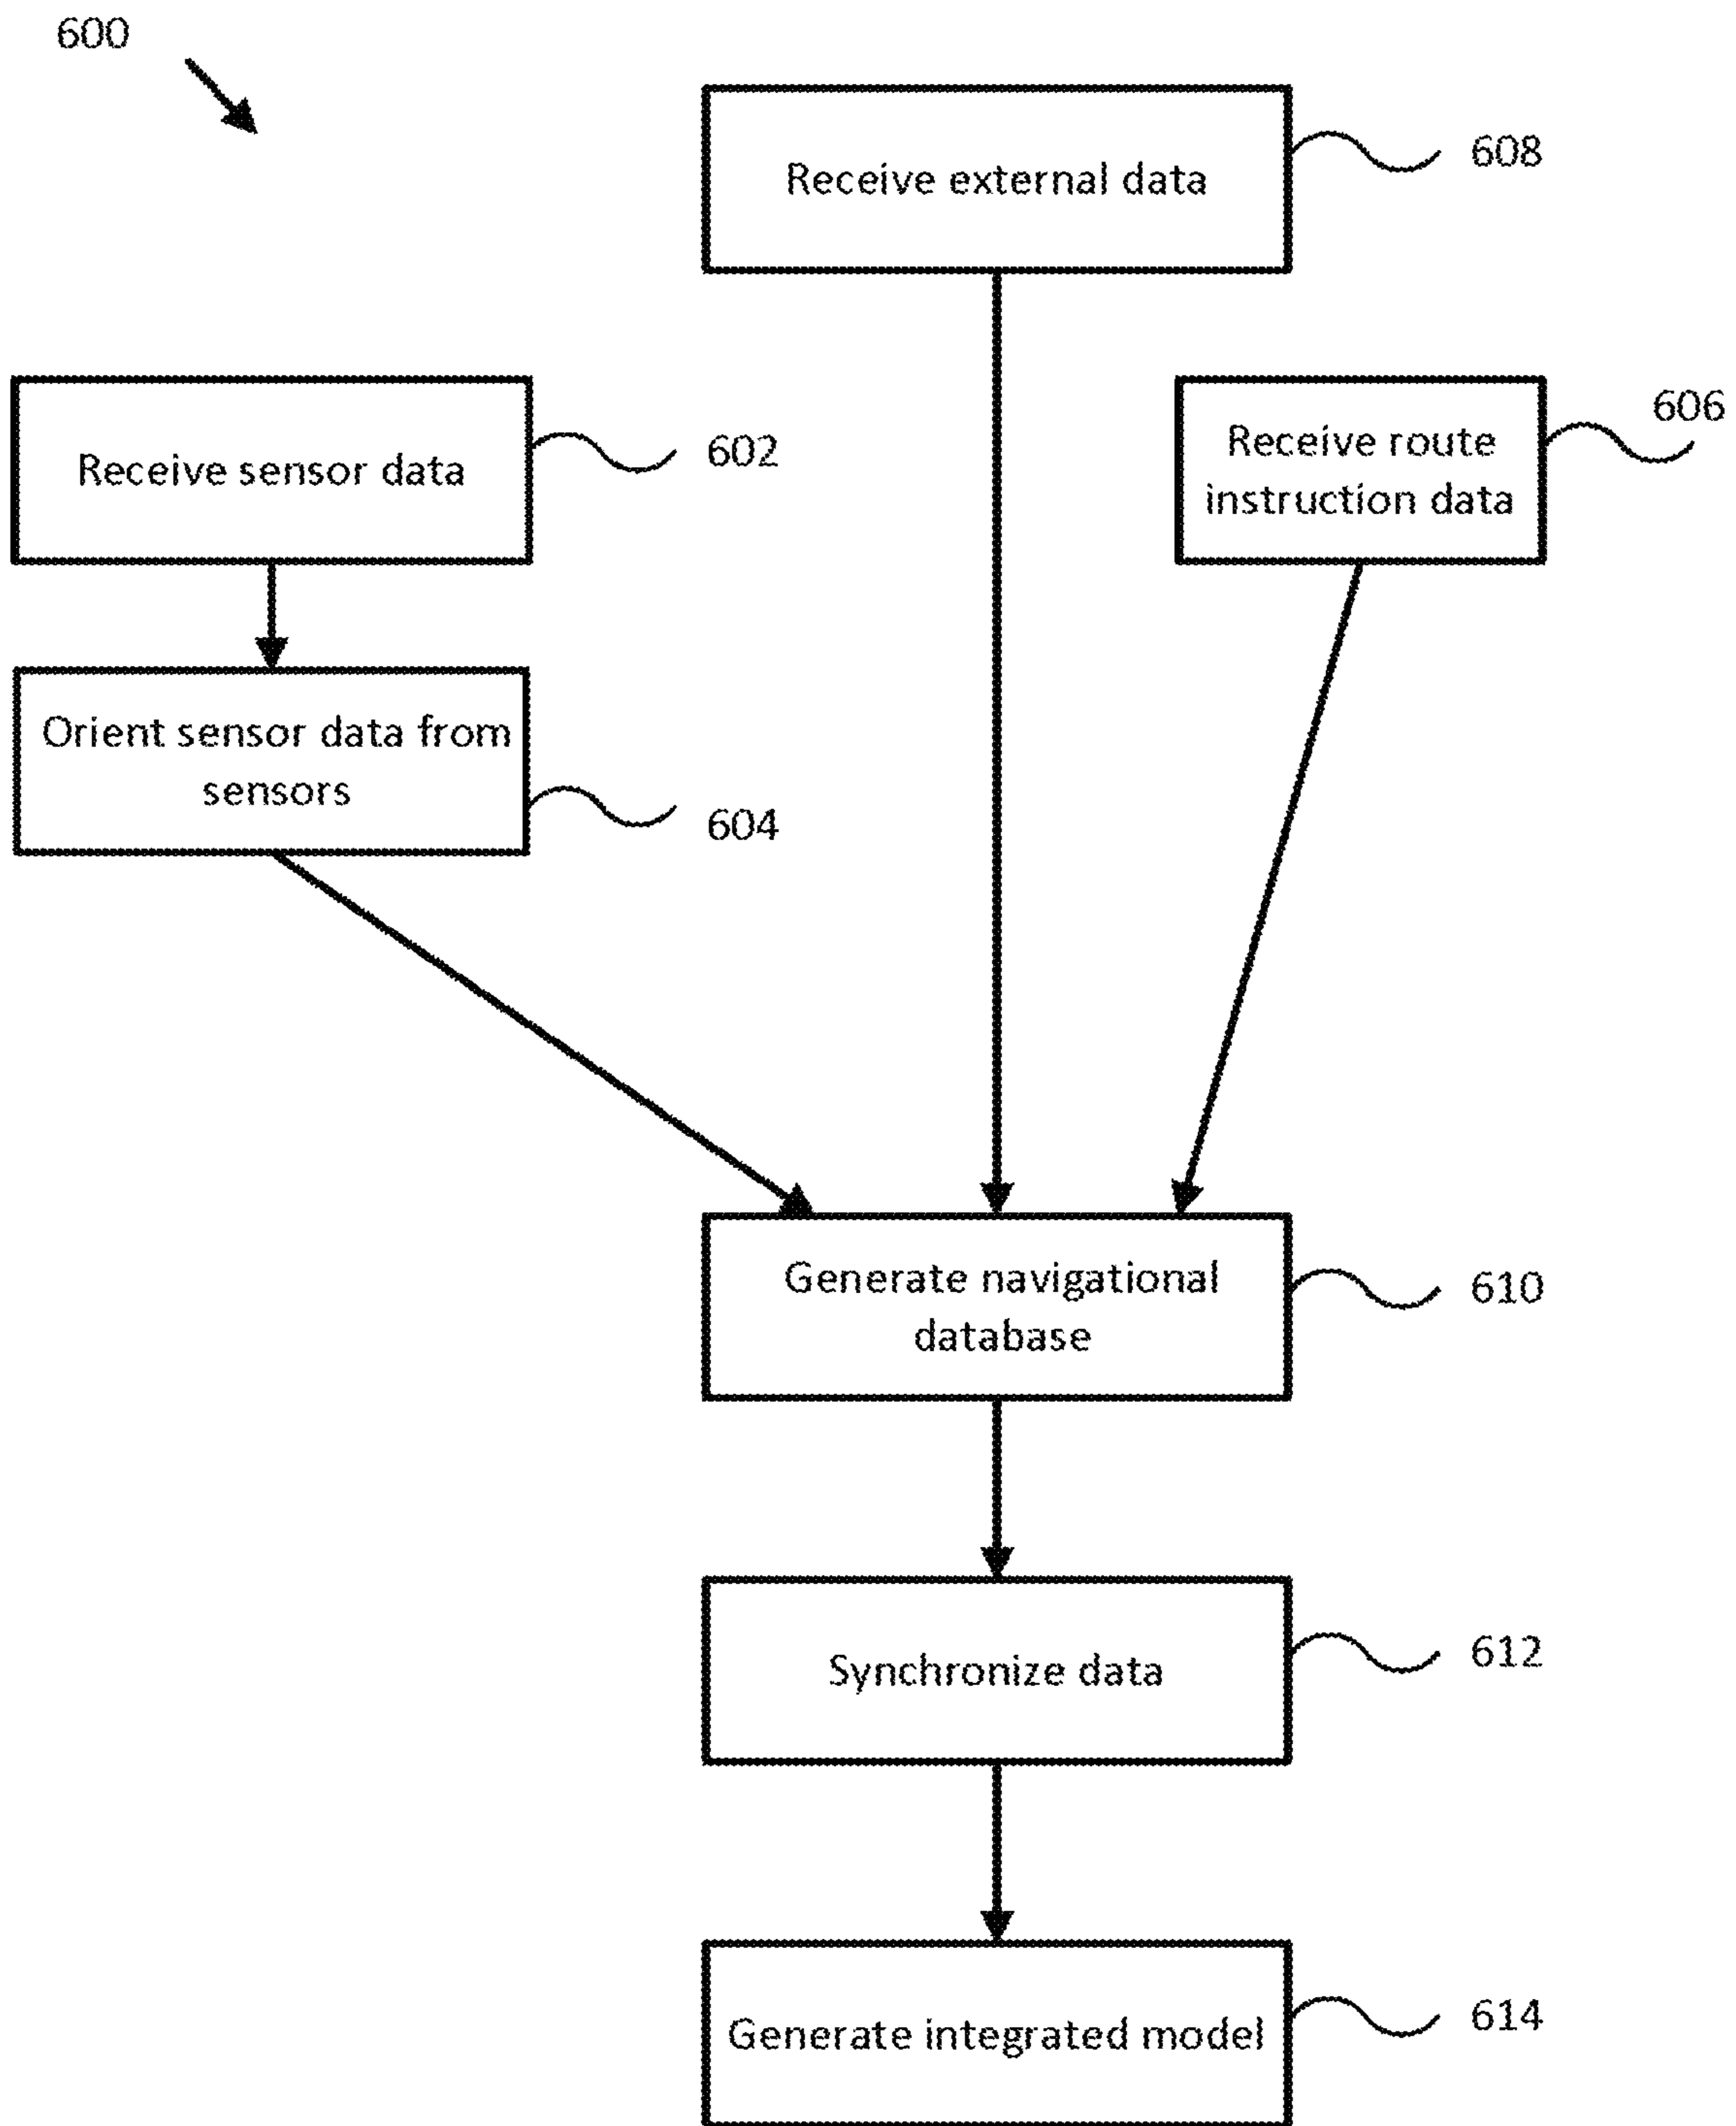 600
Receive external data
608
Receive sensor data
602
Receive route
instruction data
606
Orient sensor data from
sensors
604
Generate navigational
database
610
Synchronize data
612
Generate integrated model
614